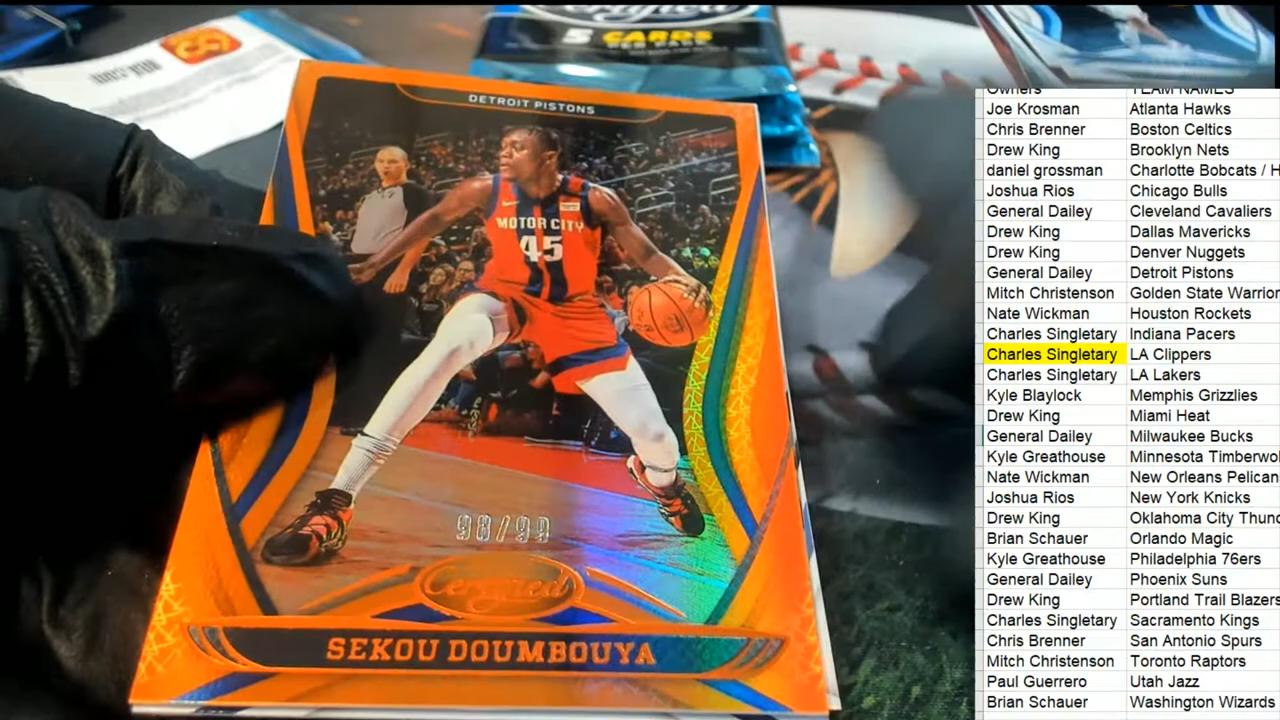 Certified
5 CARDS
PER PACK
DETROIT PISTONS
MOTOR CITY
45
98/99
Certified
SEKOU DOUMBOUYA
Owners TEAM NAMES
Joe Krosman Atlanta Hawks
Chris Brenner Boston Celtics
Drew King Brooklyn Nets
daniel grossman Charlotte Bobcats / H
Joshua Rios Chicago Bulls
General Dailey Cleveland Cavaliers
Drew King Dallas Mavericks
Drew King Denver Nuggets
General Dailey Detroit Pistons
Mitch Christenson Golden State Warrior
Nate Wickman Houston Rockets
Charles Singletary Indiana Pacers
Charles Singletary LA Clippers
Charles Singletary LA Lakers
Kyle Blaylock Memphis Grizzlies
Drew King Miami Heat
General Dailey Milwaukee Bucks
Kyle Greathouse Minnesota Timberwol
Nate Wickman New Orleans Pelican
Joshua Rios New York Knicks
Drew King Oklahoma City Thund
Brian Schauer Orlando Magic
Kyle Greathouse Philadelphia 76ers
General Dailey Phoenix Suns
Drew King Portland Trail Blazers
Charles Singletary Sacramento Kings
Chris Brenner San Antonio Spurs
Mitch Christenson Toronto Raptors
Paul Guerrero Utah Jazz
Brian Schauer Washington Wizards